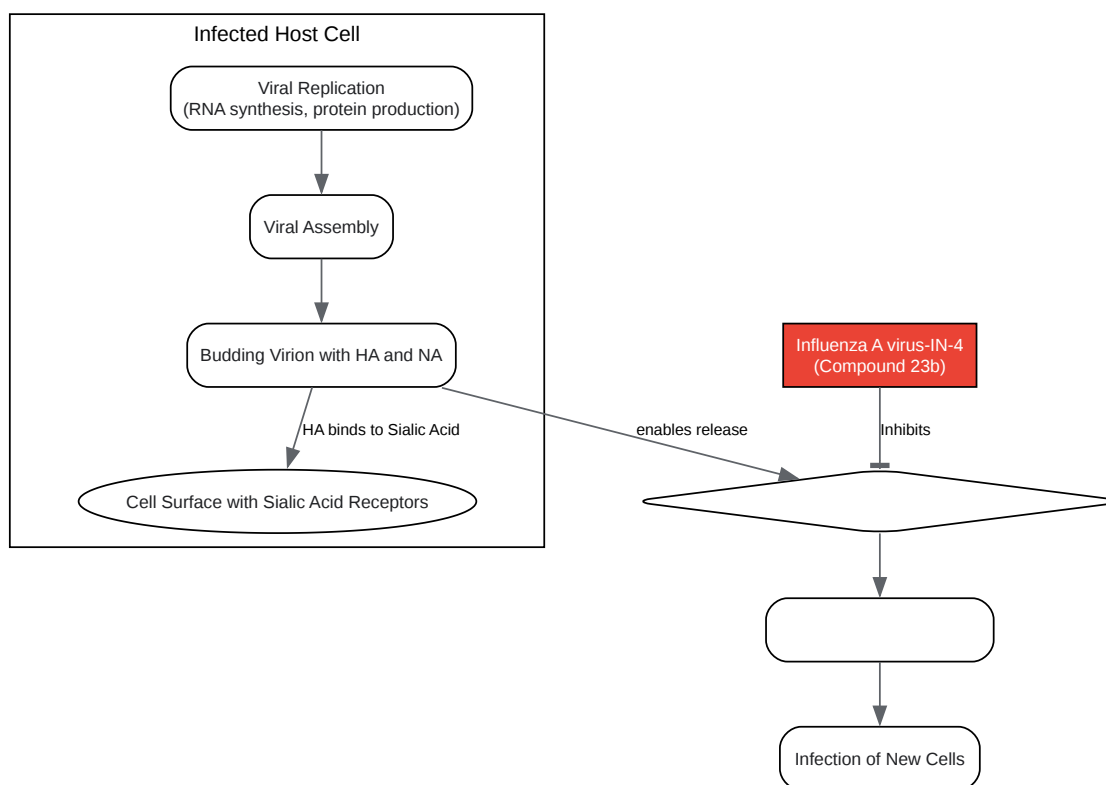 Infected Host Cell
Viral Replication
(RNA synthesis, protein production)
Viral Assembly
Budding Virion with HA and NA
HA binds to Sialic Acid
Cell Surface with Sialic Acid Receptors
enables release
Influenza A virus-IN-4
(Compound 23b)
Inhibits
Infection of New Cells